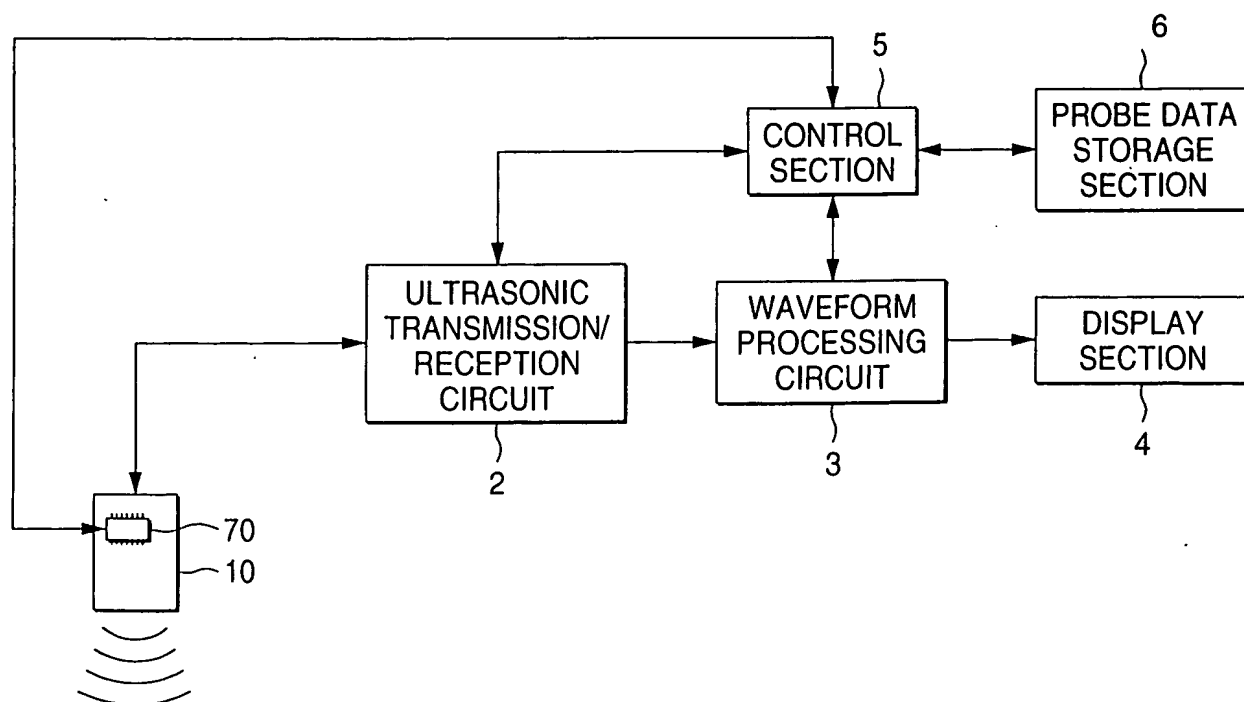 5
6
CONTROL
SECTION
PROBE DATA
STORAGE
SECTION
ULTRASONIC
TRANSMISSION/
RECEPTION
CIRCUIT
2
WAVEFORM
PROCESSING
CIRCUIT
3
DISPLAY
SECTION
4
70
10